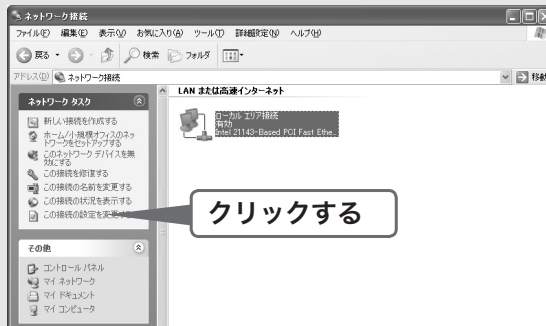 ネットワーク接続
ファイル(F) 編集(E) 表示(V) お気に入り(A) ツール(T) 詳細設定(N) ヘルプ(H)
戻る 検索 フォルダ
アドレス(D) ネットワーク接続 移動
ネットワーク タスク
新しい接続を作成する
ホーム/小規模オフィスのネッ
トワークをセットアップする
このネットワーク デバイスを無
効にする
この接続を修復する
この接続の名前を変更する
この接続の状況を表示する
この接続の設定を変更する
その他
コントロール パネル
マイ ネットワーク
マイ ドキュメント
マイ コンピュータ
LAN または高速インターネット
ローカル エリア接続
有効
Intel 21143-Based PCI Fast Ethe...
クリックする